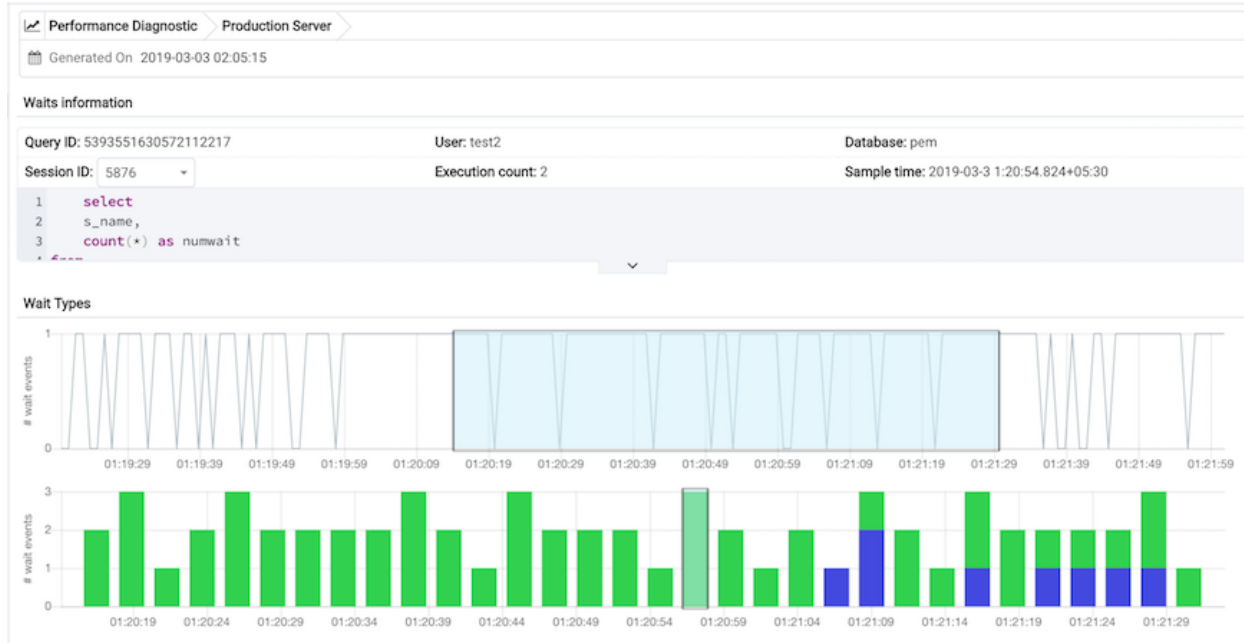 Performance Diagnostic Production Server
Generated On 2019-03-03 02:05:15
Waits information
Query ID: 5393551630572112217 User: test2 Database: pem
Session ID: 5876 Execution count: 2 Sample time: 2019-03-3 1:20:54.824+05:30
1 select
2 s_name,
3 count(*) as numwait
4 from
Wait Types
# wait events
1
0
01:19:29 01:19:39 01:19:49 01:19:59 01:20:09 01:20:19 01:20:29 01:20:39 01:20:49 01:20:59 01:21:09 01:21:19 01:21:29 01:21:39 01:21:49 01:21:59
# wait events
3
2
1
0
01:20:19 01:20:24 01:20:29 01:20:34 01:20:39 01:20:44 01:20:49 01:20:54 01:20:59 01:21:04 01:21:09 01:21:14 01:21:19 01:21:24 01:21:29